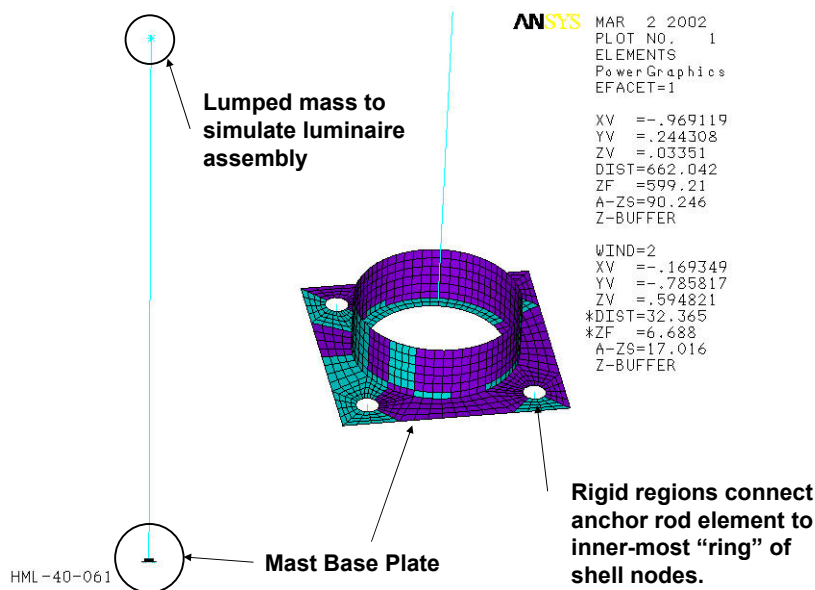 ANSYS
MAR 2 2002
PLOT NO. 1
ELEMENTS
PowerGraphics
EFACET=1
XV =-.969119
YV =.244308
ZV =.03351
DIST=662.042
ZF =599.21
A-ZS=90.246
Z-BUFFER
WIND=2
XV =-.169349
YV =-.785817
ZV =.594821
*DIST=32.365
*ZF =6.688
A-ZS=17.016
Z-BUFFER
Lumped mass to
simulate luminaire
assembly
Rigid regions connect
anchor rod element to
inner-most “ring” of
shell nodes.
Mast Base Plate
HML-40-061